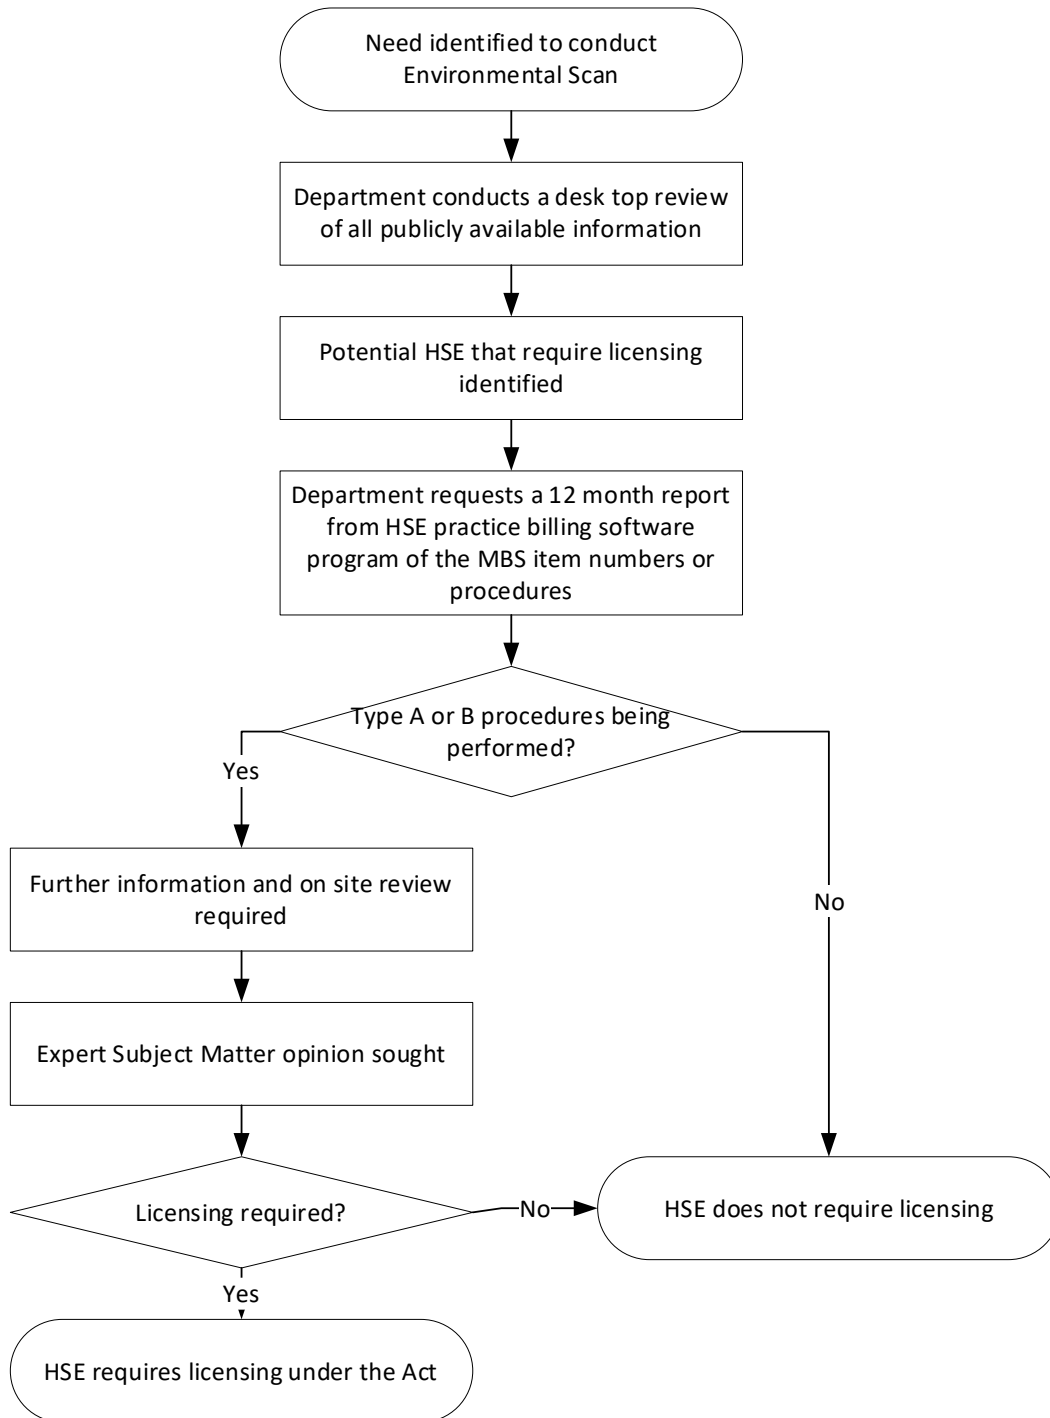 Need identified to conduct
Environmental Scan
Department conducts a desk top review
of all publicly available information
Potential HSE that require licensing
identified
Department requests a 12 month report
from HSE practice billing software
program of the MBS item numbers or
procedures
Type A or B procedures being
performed?
Yes
No
Further information and on site review
required
Expert Subject Matter opinion sought
Licensing required?
No
HSE does not require licensing
Yes
HSE requires licensing under the Act